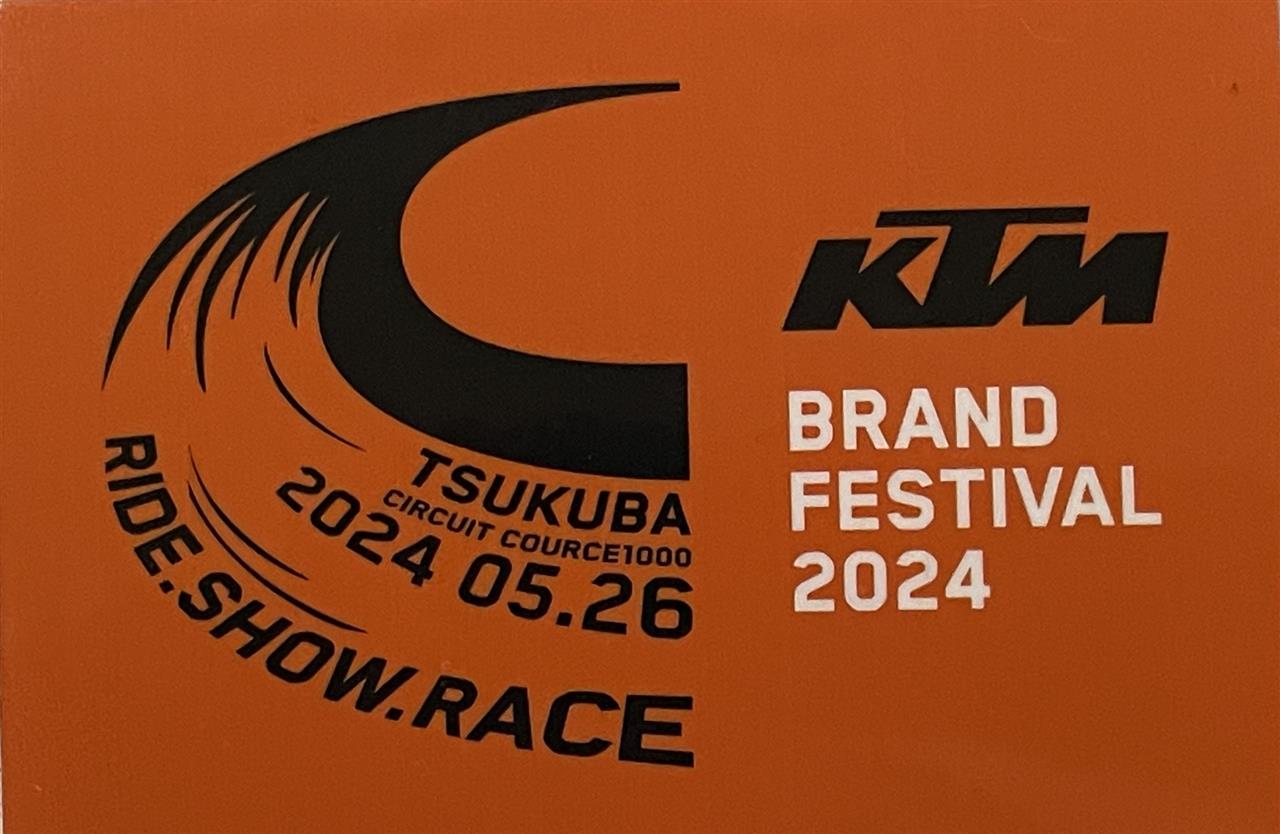 TSUKUBA
CIRCUIT COURCE1000
2024 05.26
RIDE.SHOW.RACE
KTM
BRAND
FESTIVAL
2024